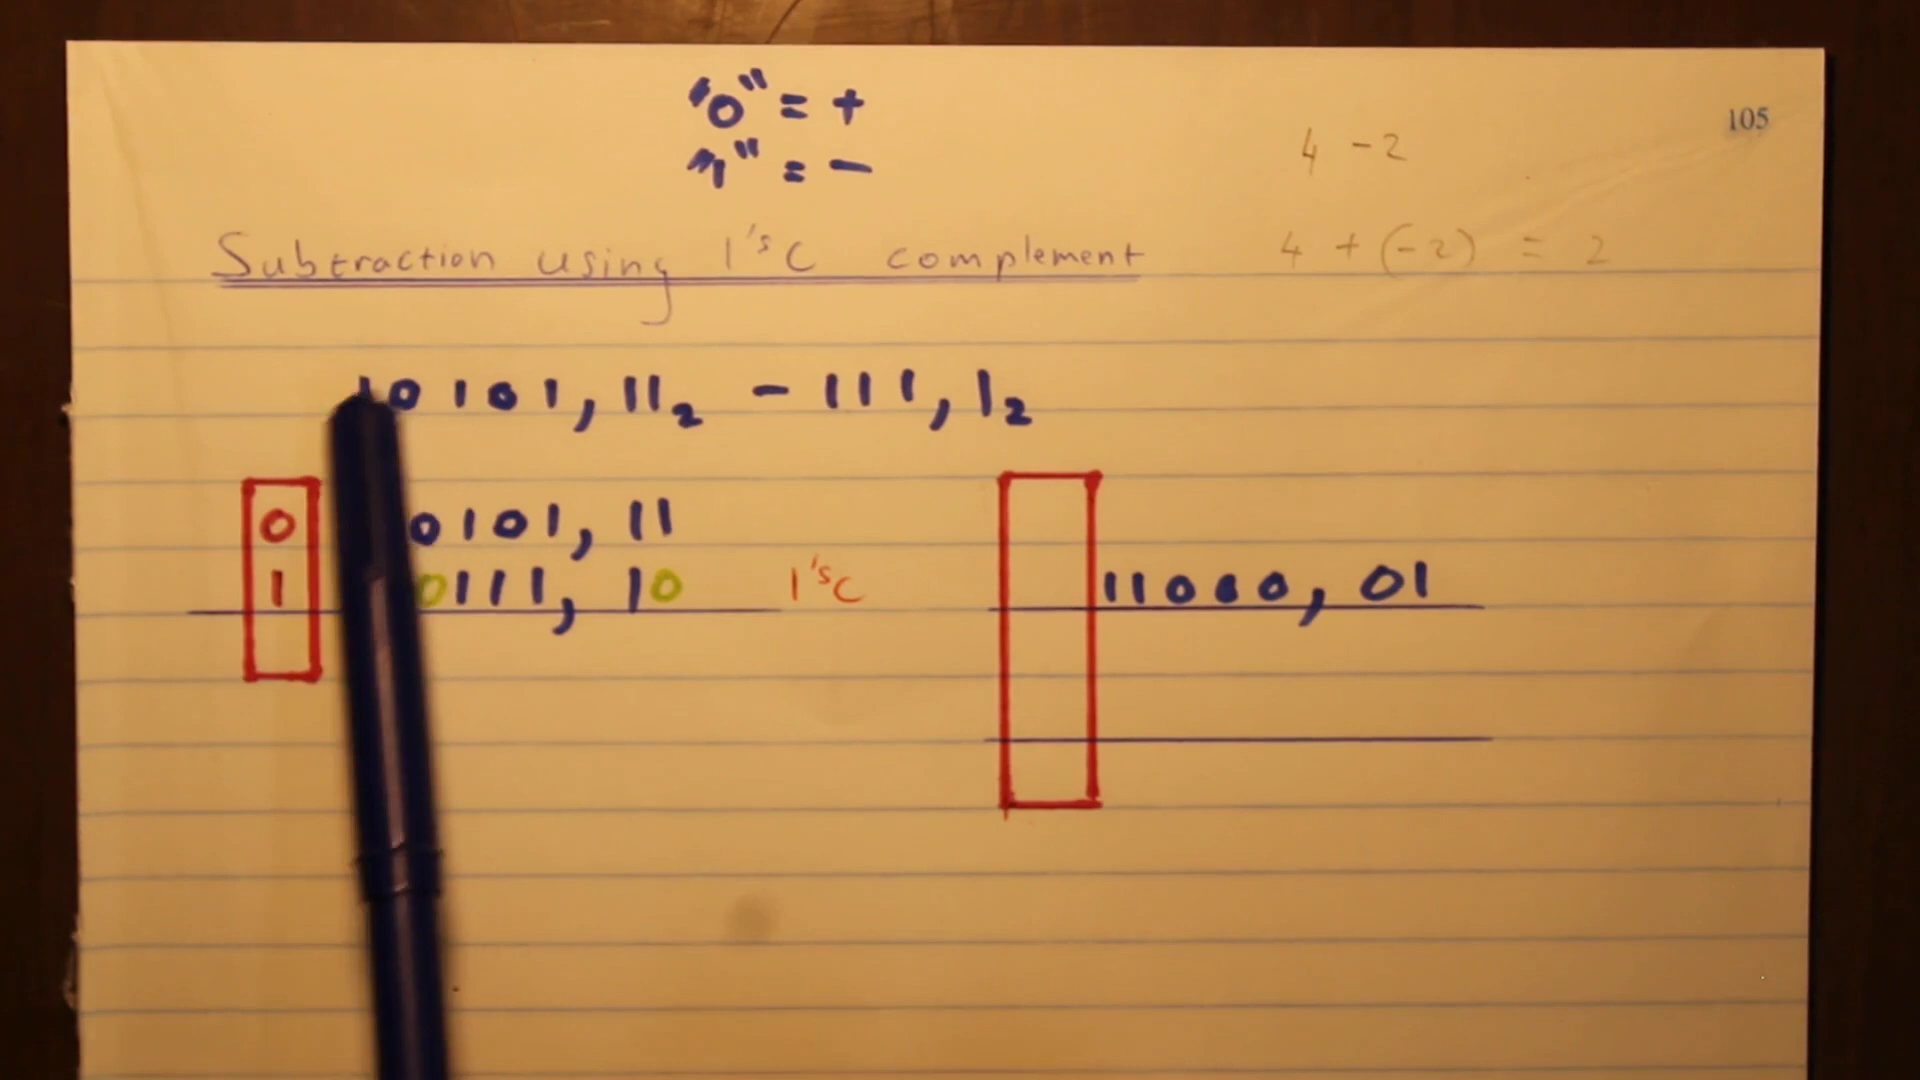 "0" = +
105
4 -2
"1" = -
Subtraction using 1'sC complement
4 + (-2) = 2
10101,11₂ - 111,1₂
0 0101,11
1 0111,10 1'sC 11000,01